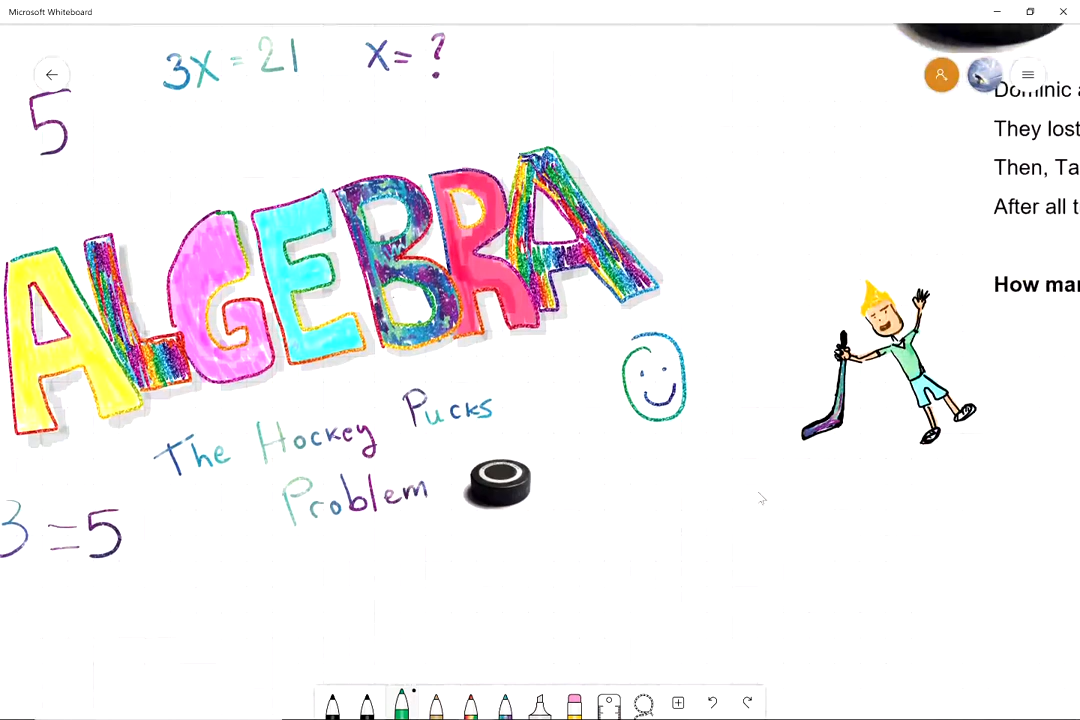 Microsoft Whiteboard
3x = 21 x = ?
5
Dominic
They lost
Then, Ta
After all t
ALGEBRA
How mar
The Hockey Pucks
Problem
3 = 5